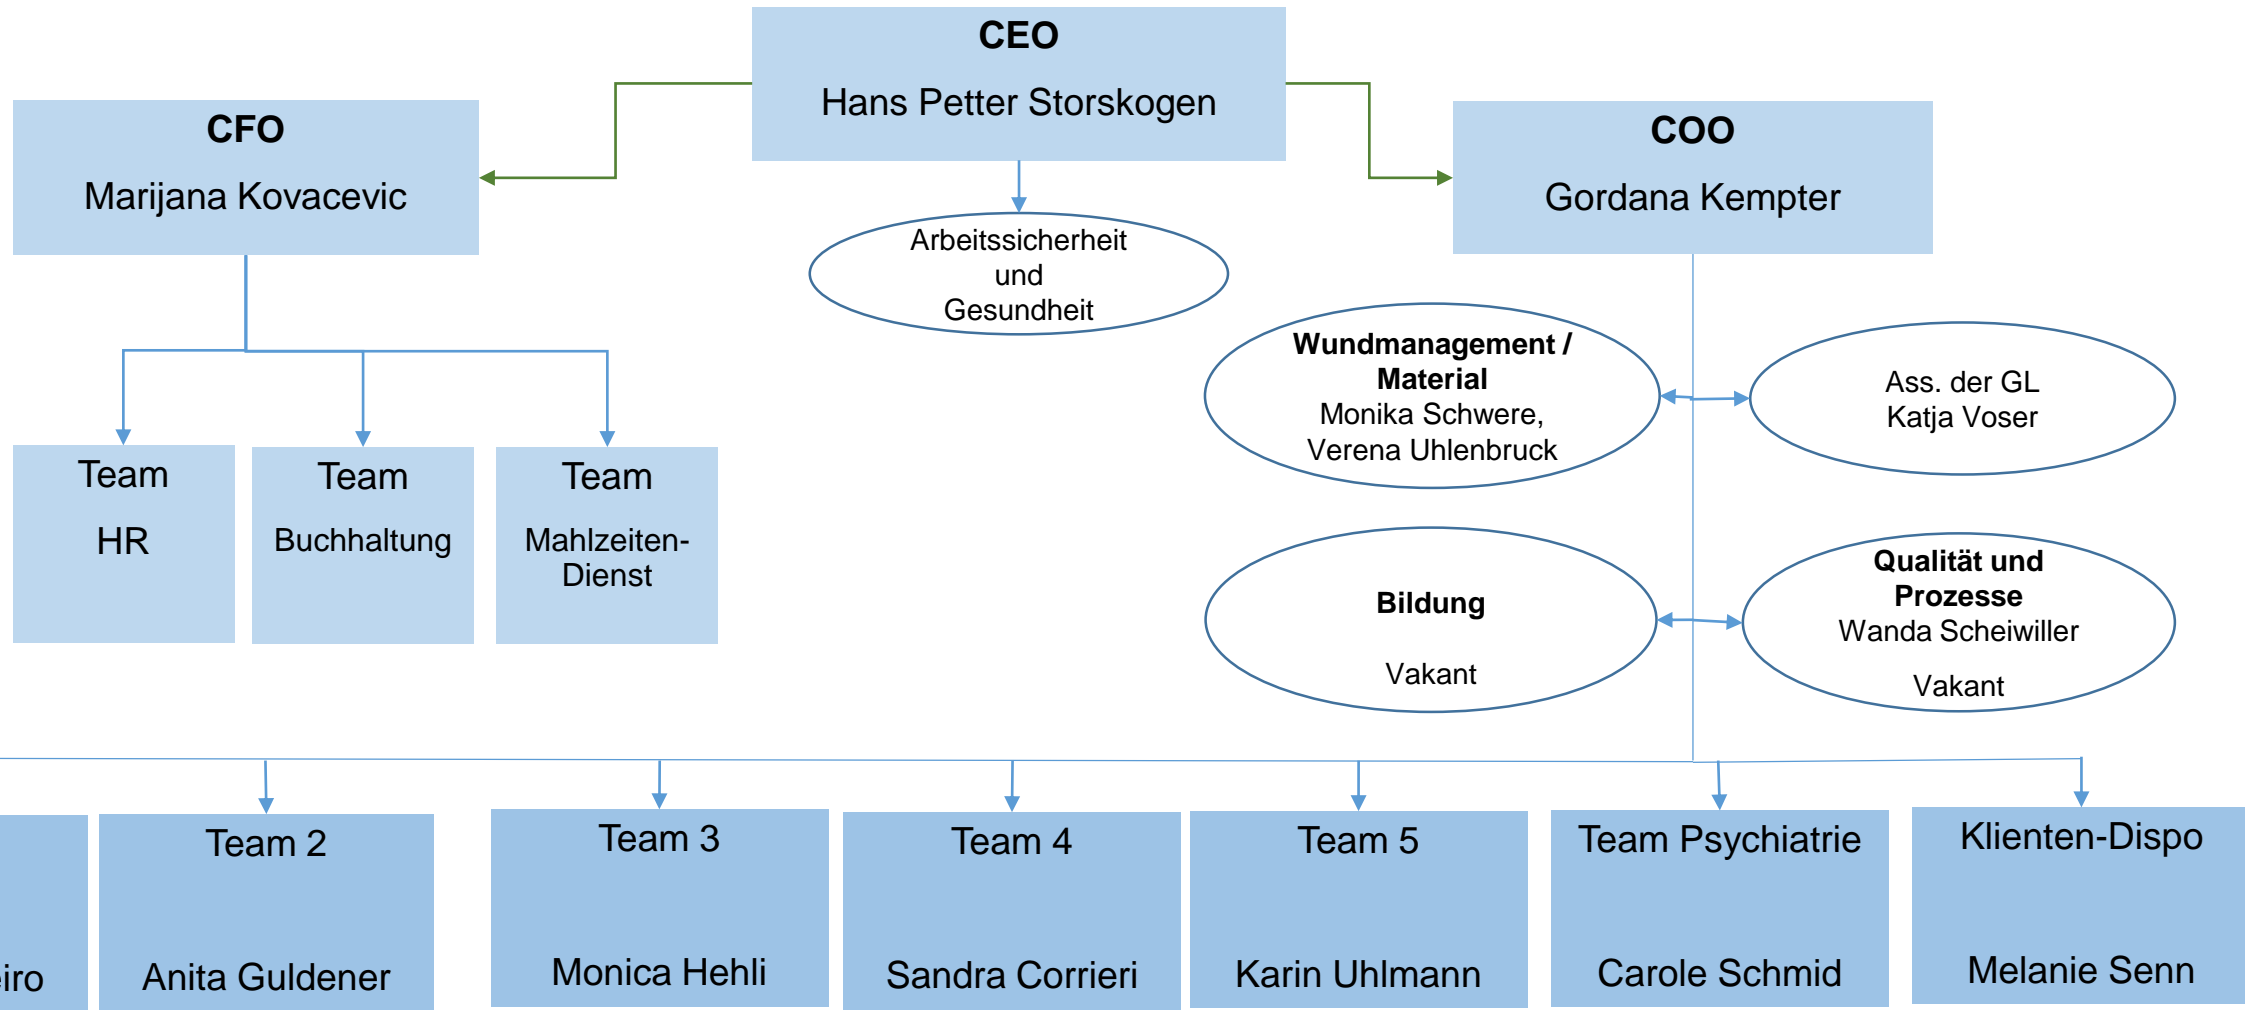 CEO
Hans Petter Storskogen
CFO
Marijana Kovacevic
COO
Gordana Kempter
Arbeitssicherheit
und
Gesundheit
Wundmanagement /
Material
Monika Schwere,
Verena Uhlenbruck
Ass. der GL
Katja Voser
Team
HR
Team
Buchhaltung
Team
Mahlzeiten-
Dienst
Bildung
Vakant
Qualität und
Prozesse
Wanda Scheiwiller
Vakant
Team 2
Anita Guldener
Team 3
Monica Hehli
Team 4
Sandra Corrieri
Team 5
Karin Uhlmann
Team Psychiatrie
Carole Schmid
Klienten-Dispo
Melanie Senn